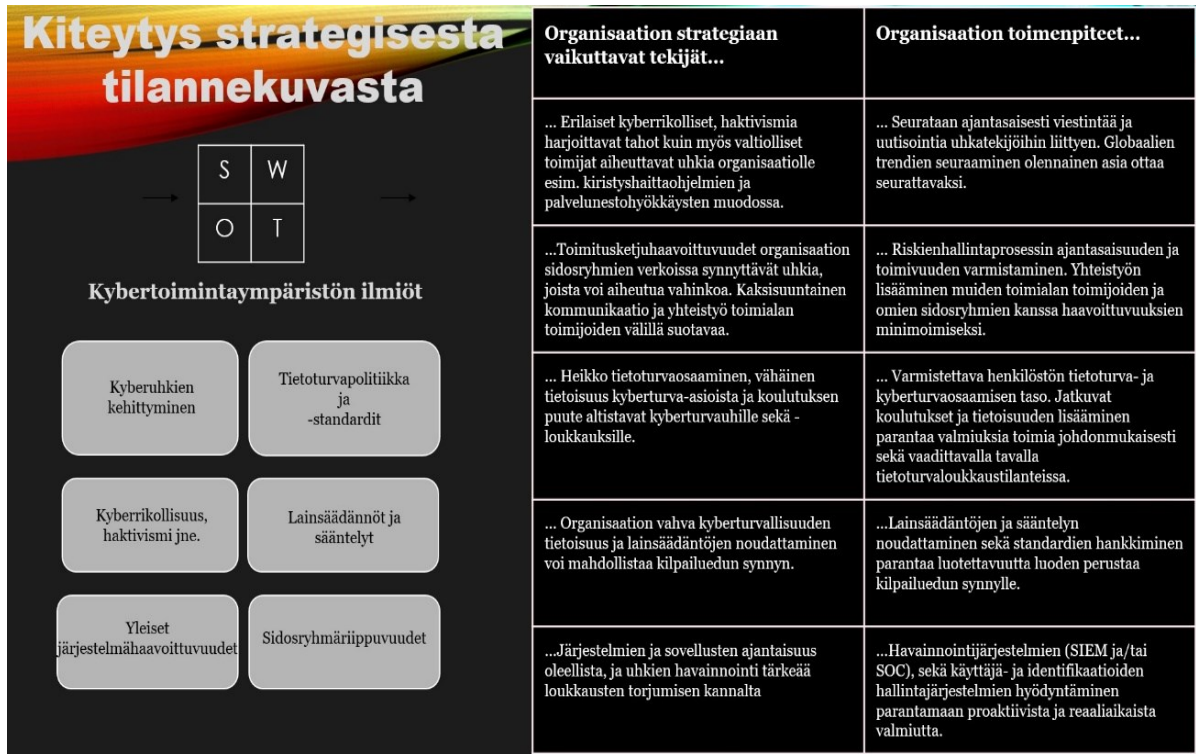 Kiteytys strategisesta
tilannekuvasta
S W
O T
Kybertoimintaympäristön ilmiöt
Kyberuhkien
kehittyminen
Tietoturvapolitiikka
ja
-standardit
Kyberrikollisuus,
haktivismi jne.
Lainsäädännöt ja
sääntelyt
Yleiset
järjestelmähaavoittuvuudet
Sidosryhmäriippuvuudet
Organisaation strategiaan
vaikuttavat tekijät...
Organisaation toimenpiteet...
... Erilaiset kyberrikolliset, haktivismia
harjoittavat tahot kuin myös valtiolliset
toimijat aiheuttavat uhkia organisaatiolle
esim. kiristyshaittaohjelmien ja
palvelunestohyökkäysten muodossa.
... Seurataan ajantasaisesti viestintää ja
uutisointia uhkatekijöihin liittyen. Globaalien
trendien seuraaminen olennainen asia ottaa
seurattavaksi.
...Toimitusketjuhaavoittuvuudet organisaation
sidosryhmien verkoissa synnyttävät uhkia,
joista voi aiheutua vahinkoa. Kaksisuuntainen
kommunikaatio ja yhteistyö toimialan
toimijoiden välillä suotavaa.
... Riskienhallintaprosessin ajantasaisuuden ja
toimivuuden varmistaminen. Yhteistyön
lisääminen muiden toimialan toimijoiden ja
omien sidosryhmien kanssa haavoittuvuuksien
minimoimiseksi.
... Heikko tietoturvaosaaminen, vähäinen
tietoisuus kyberturva-asioista ja koulutuksen
puute altistavat kyberturvauhille sekä -
loukkauksille.
... Varmistettava henkilöstön tietoturva- ja
kyberturvaosaamisen taso. Jatkuvat
koulutukset ja tietoisuuden lisääminen
parantaa valmiuksia toimia johdonmukaisesti
sekä vaadittavalla tavalla
tietoturvaloukkaustilanteissa.
... Organisaation vahva kyberturvallisuuden
tietoisuus ja lainsäädäntöjen noudattaminen
voi mahdollistaa kilpailuedun synnyn.
...Lainsäädäntöjen ja sääntelyn
noudattaminen sekä standardien hankkiminen
parantaa luotettavuutta luoden perustaa
kilpailuedun synnylle.
...Järjestelmien ja sovellusten ajantaisuus
oleellista, ja uhkien havainnointi tärkeää
loukkausten torjumisen kannalta
...Havainnointijärjestelmien (SIEM ja/tai
SOC), sekä käyttäjä- ja identifikaatioiden
hallintajärjestelmien hyödyntäminen
parantamaan proaktiivista ja reaaliaikaista
valmiutta.